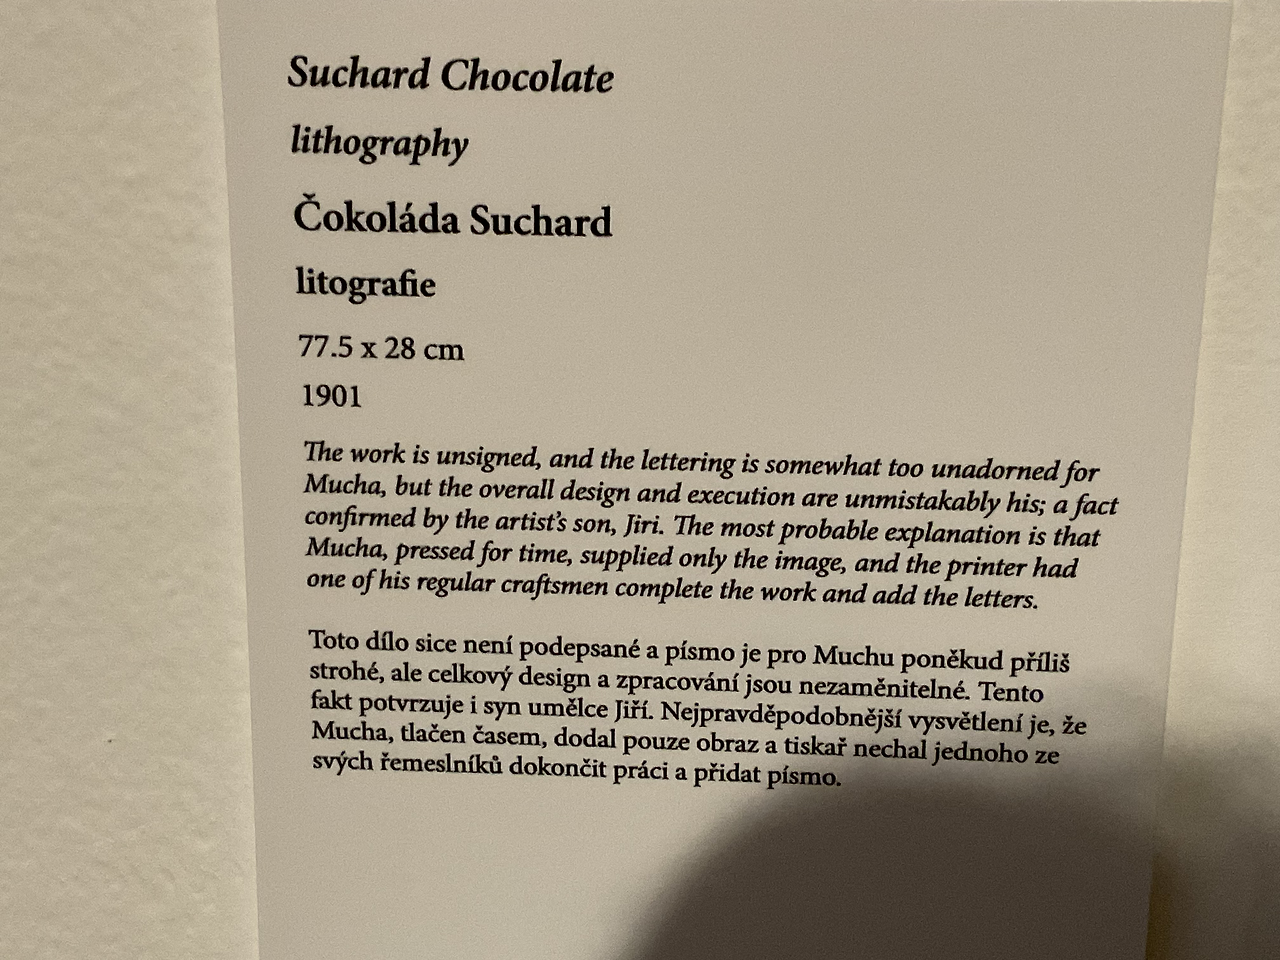 Suchard Chocolate
lithography
Čokoláda Suchard
litografie
77.5 x 28 cm
1901
The work is unsigned, and the lettering is somewhat too unadorned for
Mucha, but the overall design and execution are unmistakably his; a fact
confirmed by the artist’s son, Jiri. The most probable explanation is that
Mucha, pressed for time, supplied only the image, and the printer had
one of his regular craftsmen complete the work and add the letters.
Toto dílo sice není podepsané a písmo je pro Muchu poněkud příliš
strohé, ale celkový design a zpracování jsou nezaměnitelné. Tento
fakt potvrzuje i syn umělce Jiří. Nejpravděpodobnější vysvětlení je, že
Mucha, tlačen časem, dodal pouze obraz a tiskař nechal jednoho ze
svých řemeslníků dokončit práci a přidat písmo.